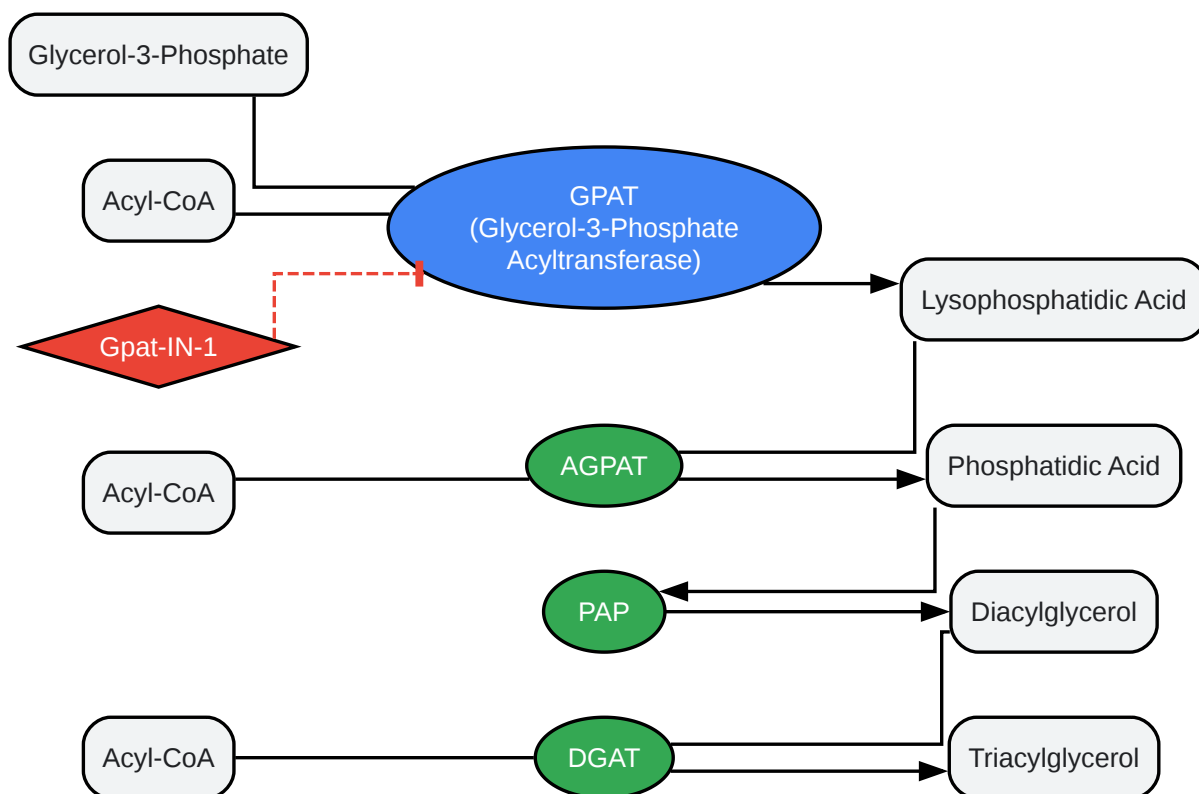 Glycerol-3-Phosphate
Acyl-CoA
GPAT
(Glycerol-3-Phosphate
Acyltransferase)
Lysophosphatidic Acid
Gpat-IN-1
Acyl-CoA
AGPAT
Phosphatidic Acid
PAP
Diacylglycerol
Acyl-CoA
DGAT
Triacylglycerol